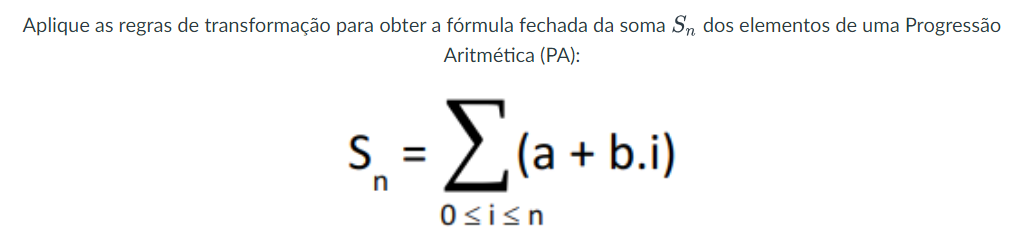 Aplique as regras de transformação para obter a fórmula fechada da soma Sₙ dos elementos de uma Progressão
Aritmética (PA):
Sₙ = ∑(a + b.i)
0 ≤ i ≤ n